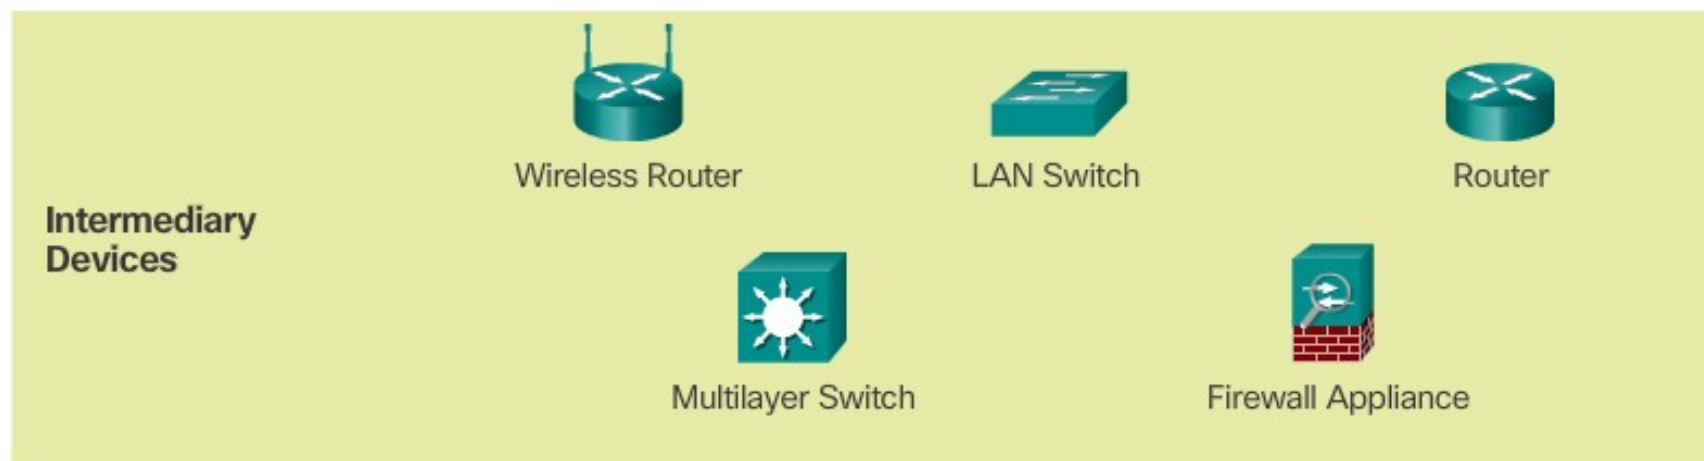 Wireless Router
LAN Switch
Router
Intermediary
Devices
Multilayer Switch
Firewall Appliance